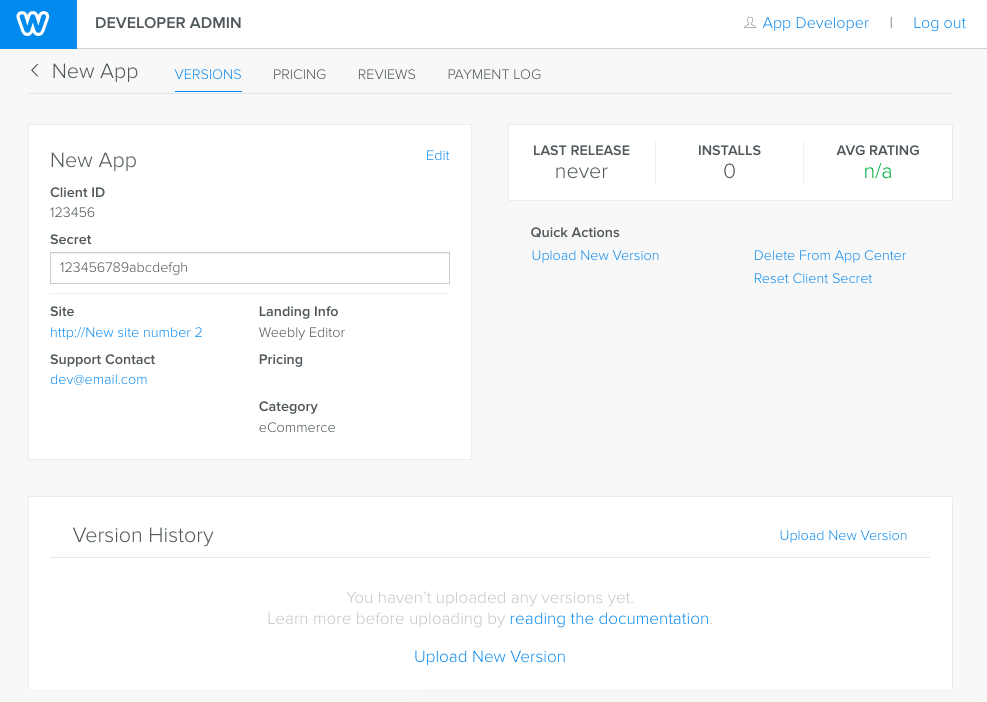 DEVELOPER ADMIN
App Developer | Log out
New App VERSIONS PRICING REVIEWS PAYMENT LOG
New App Edit
Client ID
123456
Secret
123456789abcdefgh
Site
http://New site number 2
Support Contact
dev@email.com
Landing Info
Weebly Editor
Pricing
Category
eCommerce
LAST RELEASE
never
INSTALLS
0
AVG RATING
n/a
Quick Actions
Upload New Version
Delete From App Center
Reset Client Secret
Version History Upload New Version
You haven't uploaded any versions yet.
Learn more before uploading by reading the documentation.
Upload New Version